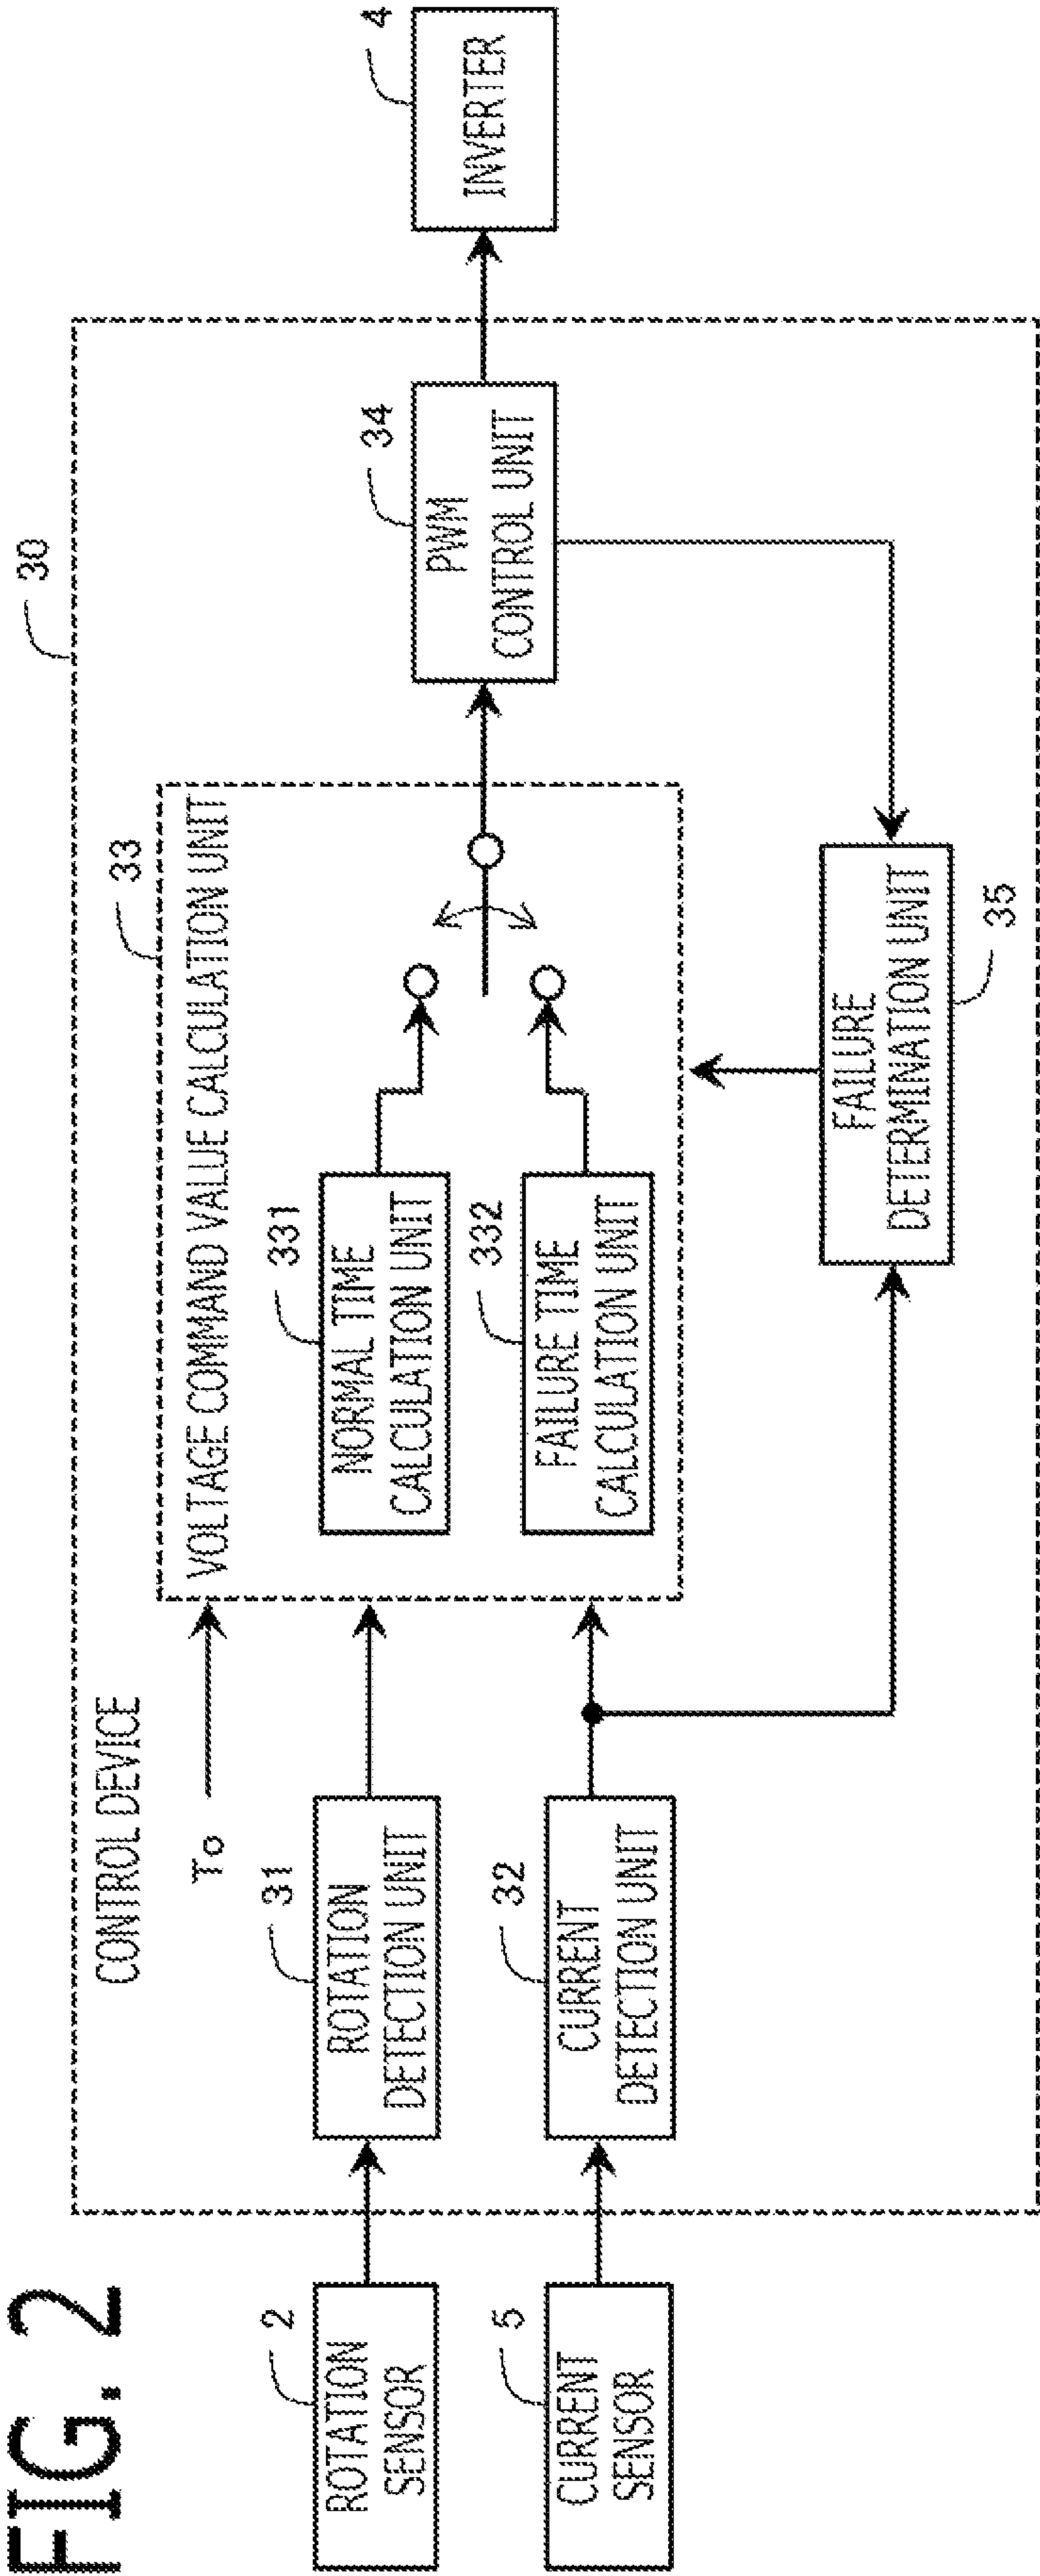 FIG. 2
30
CONTROL DEVICE
33
VOLTAGE COMMAND VALUE CALCULATION UNIT
To
2
ROTATION
SENSOR
31
ROTATION
DETECTION UNIT
331
NORMAL TIME
CALCULATION UNIT
34
PWM
CONTROL UNIT
4
INVERTER
5
CURRENT
SENSOR
32
CURRENT
DETECTION UNIT
332
FAILURE TIME
CALCULATION UNIT
FAILURE
DETERMINATION UNIT
35